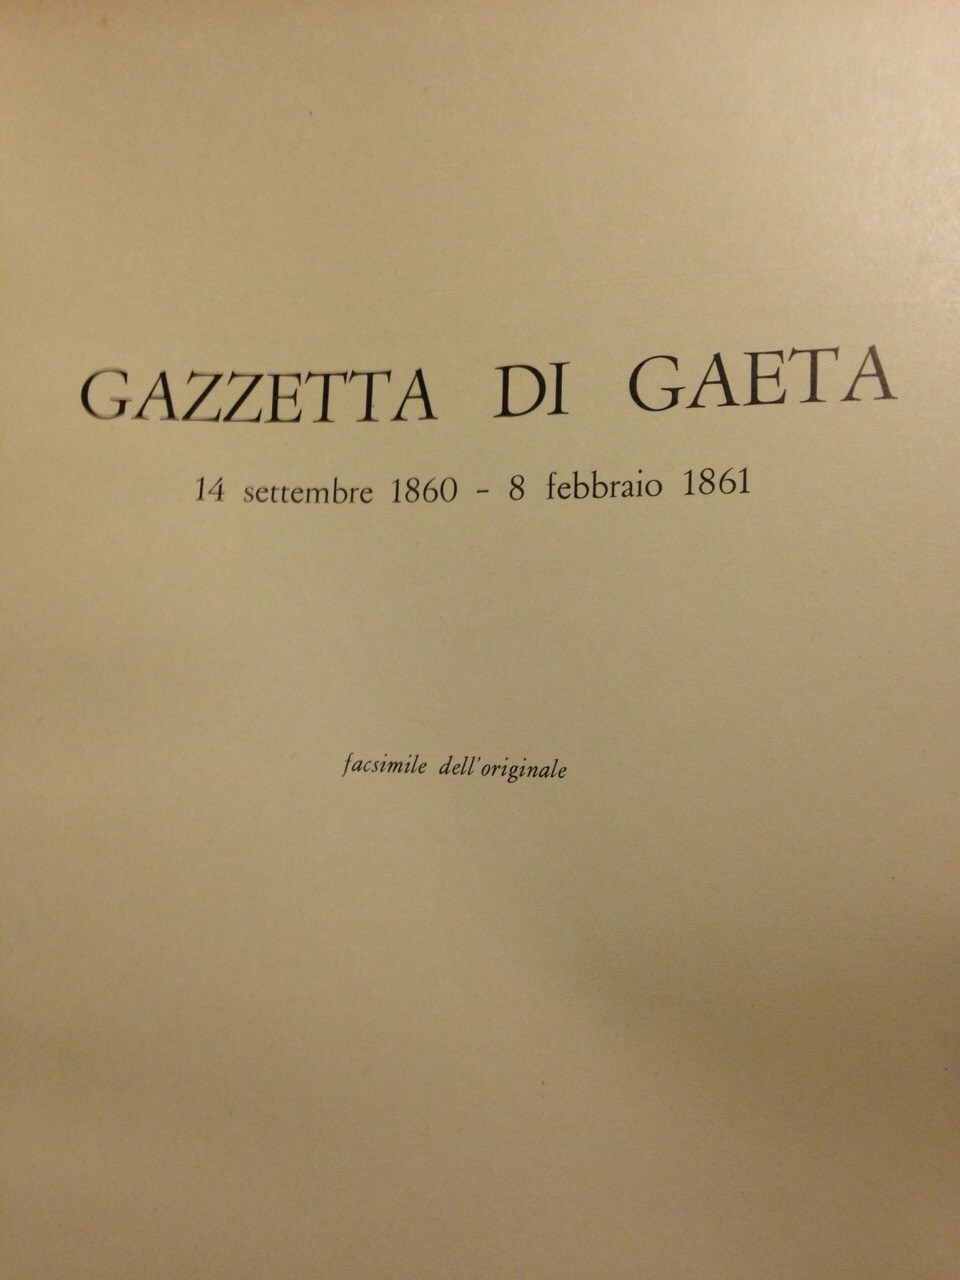 GAZZETTA DI GAETA
14 settembre 1860 - 8 febbraio 1861
facsimile dell'originale